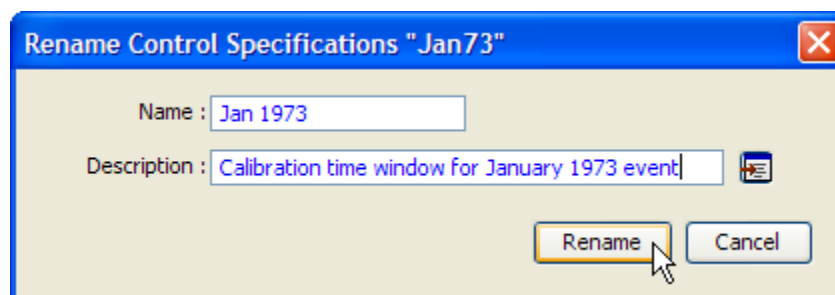 Rename Control Specifications "Jan73"
Name : Jan 1973
Description : Calibration time window for January 1973 event
Rename Cancel